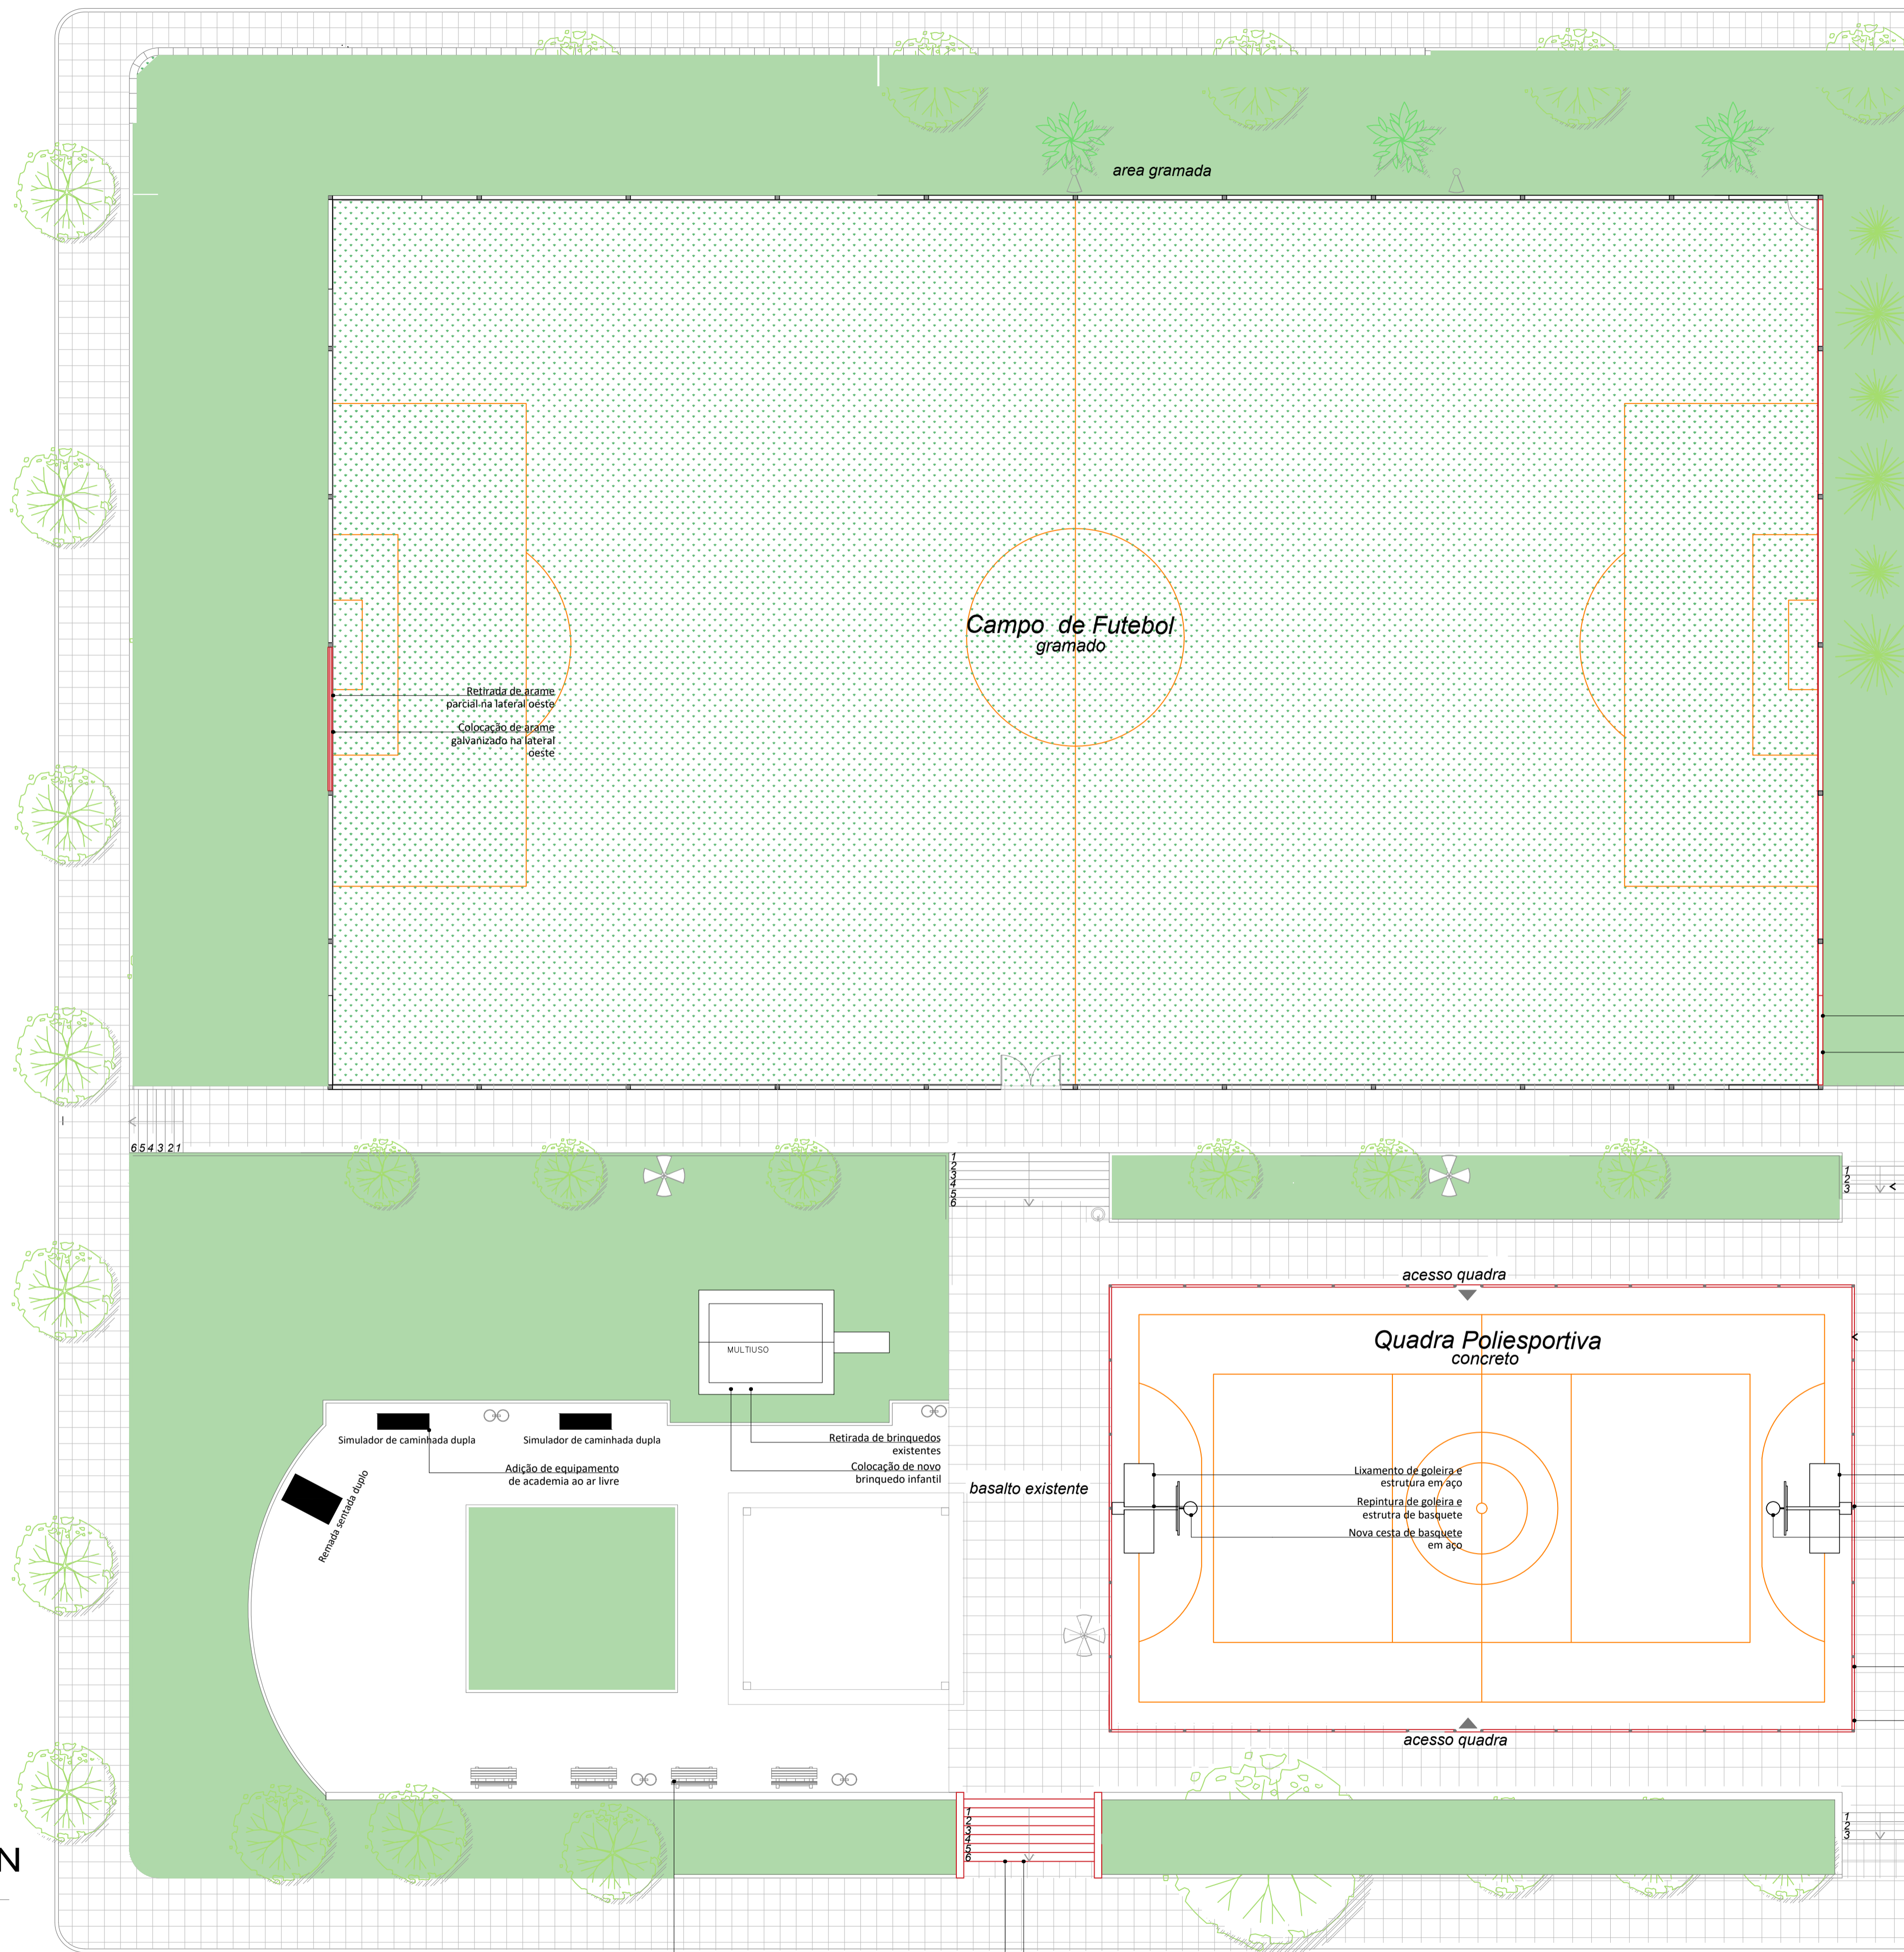 area gramada
Campo de Futebol
gramado
Retirada de arame
parcial na lateral oeste
Colocação de arame
galvanizado na lateral
oeste
6 5 4 3 2 1
1
2
3
4
5
6
1
2
3
acesso quadra
Quadra Poliesportiva
concreto
MULTIUSO
Simulador de caminhada dupla
Simulador de caminhada dupla
Retirada de brinquedos
existentes
Adição de equipamento
de academia ao ar livre
Colocação de novo
brinquedo infantil
Remada sentada duplo
basalto existente
Lixamento de goleira e
estrutura em aço
Repintura de goleira e
estrutra de basquete
Nova cesta de basquete
em aço
acesso quadra
1
2
3
4
5
6
1
2
3
N